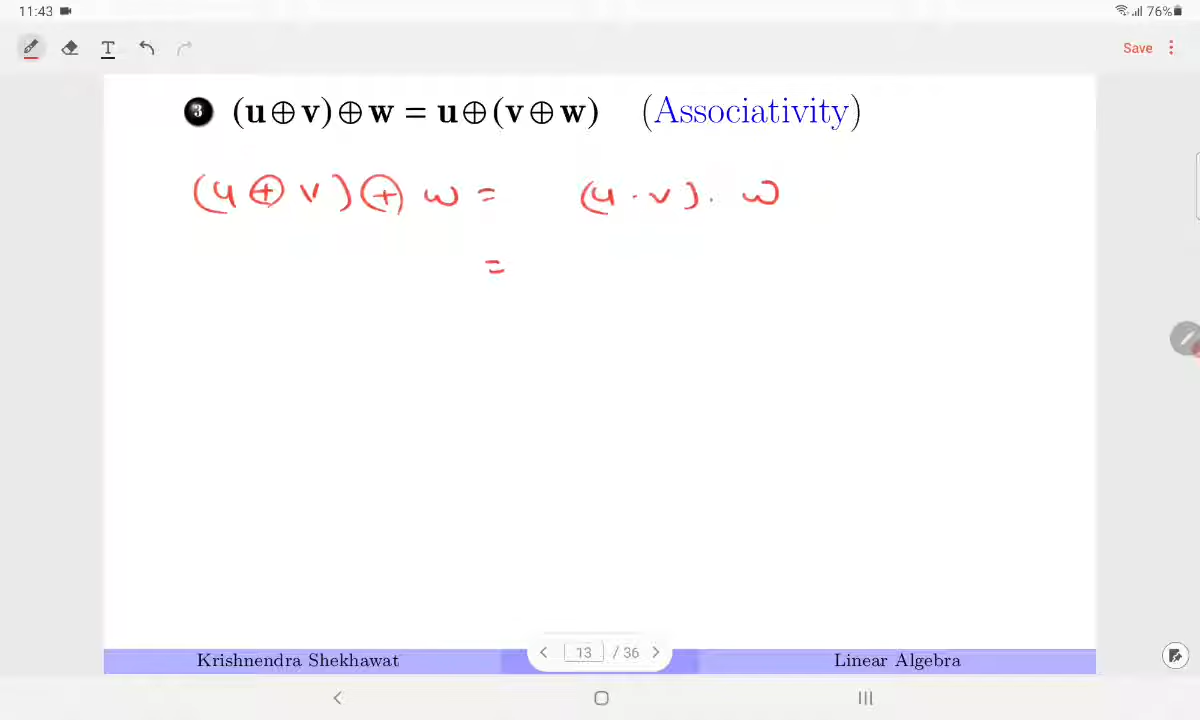 11:43 76%
T Save
3 (u⊕v)⊕w = u⊕(v⊕w) (Associativity)
(u ⊕ v) ⊕ w = (u · v) · w
=
Krishnendra Shekhawat 13 / 36 Linear Algebra